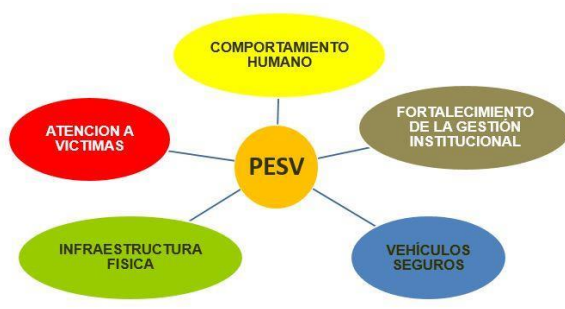 COMPORTAMIENTO
HUMANO
FORTALECIMIENTO
DE LA GESTIÓN
INSTITUCIONAL
ATENCION A
VICTIMAS
PESV
INFRAESTRUCTURA
FISICA
VEHÍCULOS
SEGUROS